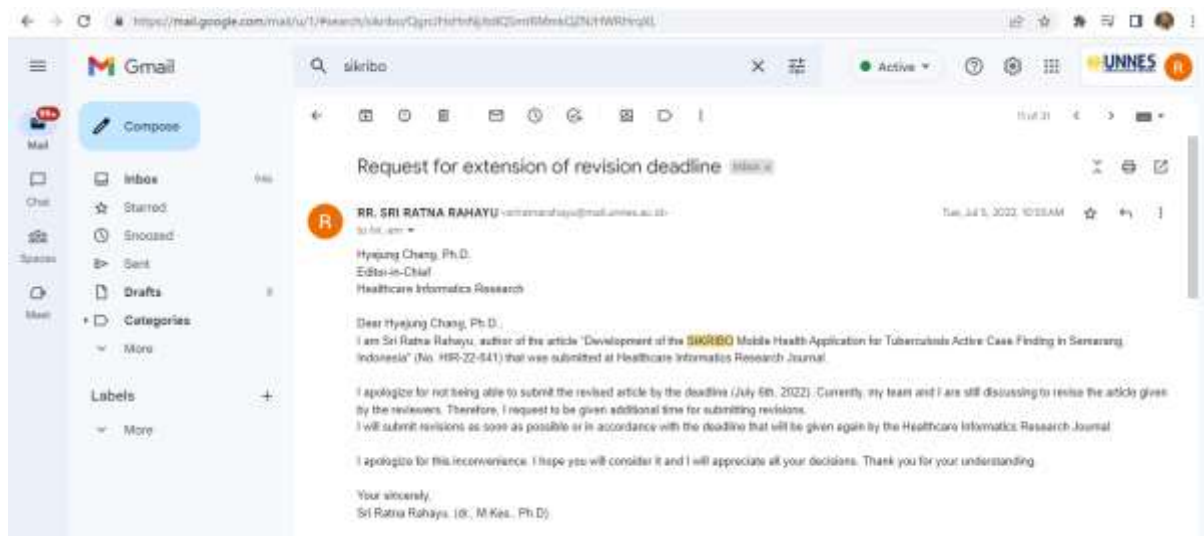 https://mail.google.com/mail/u/1/#search/sikribo/
Gmail
sikribo
Active
UNNES
R
99+
Mail
Compose
Request for extension of revision deadline
Inbox
Starred
Snoozed
Sent
Drafts
Categories
More
Chat
Spaces
Meet
Labels
More
R
RR. SRI RATNA RAHAYU
Tue, Jul 5, 2022,
Hyejung Chang, Ph.D.
Editor-in-Chief
Healthcare Informatics Research
Dear Hyejung Chang, Ph.D.,
I am Sri Ratna Rahayu, author of the article "Development of the SIKRIBO Mobile Health Application for Tuberculosis Active Case Finding in Semarang,
Indonesia" (No. HIR-22-041) that was submitted at Healthcare Informatics Research Journal.
I apologize for not being able to submit the revised article by the deadline (July 6th, 2022). Currently, my team and I are still discussing to revise the article given
by the reviewers. Therefore, I request to be given additional time for submitting revisions.
I will submit revisions as soon as possible or in accordance with the deadline that will be given again by the Healthcare Informatics Research Journal.
I apologize for this inconvenience. I hope you will consider it and I will appreciate all your decisions. Thank you for your understanding.
Your sincerely,
Sri Ratna Rahayu, (dr., M.Kes., Ph.D)